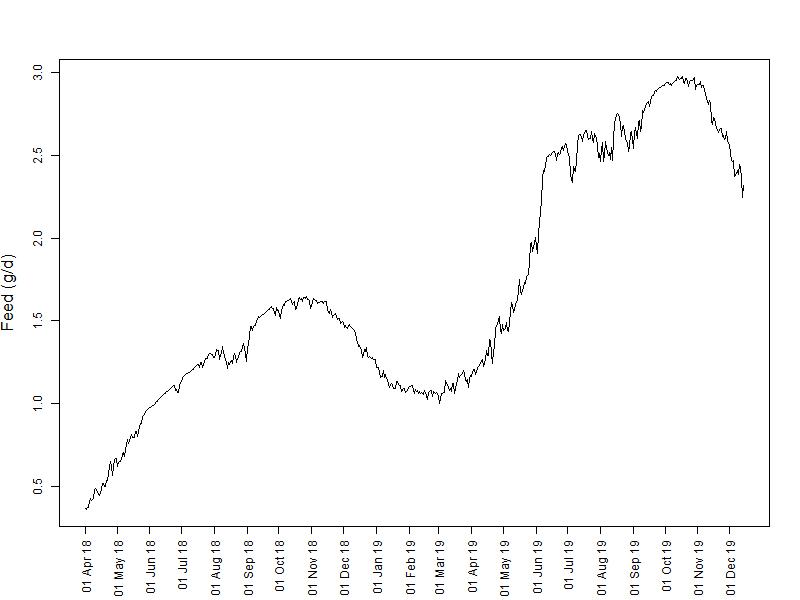 Feed (g/d)
3.0
2.5
2.0
1.5
1.0
0.5
01 Apr 18
01 May 18
01 Jun 18
01 Jul 18
01 Aug 18
01 Sep 18
01 Oct 18
01 Nov 18
01 Dec 18
01 Jan 19
01 Feb 19
01 Mar 19
01 Apr 19
01 May 19
01 Jun 19
01 Jul 19
01 Aug 19
01 Sep 19
01 Oct 19
01 Nov 19
01 Dec 19